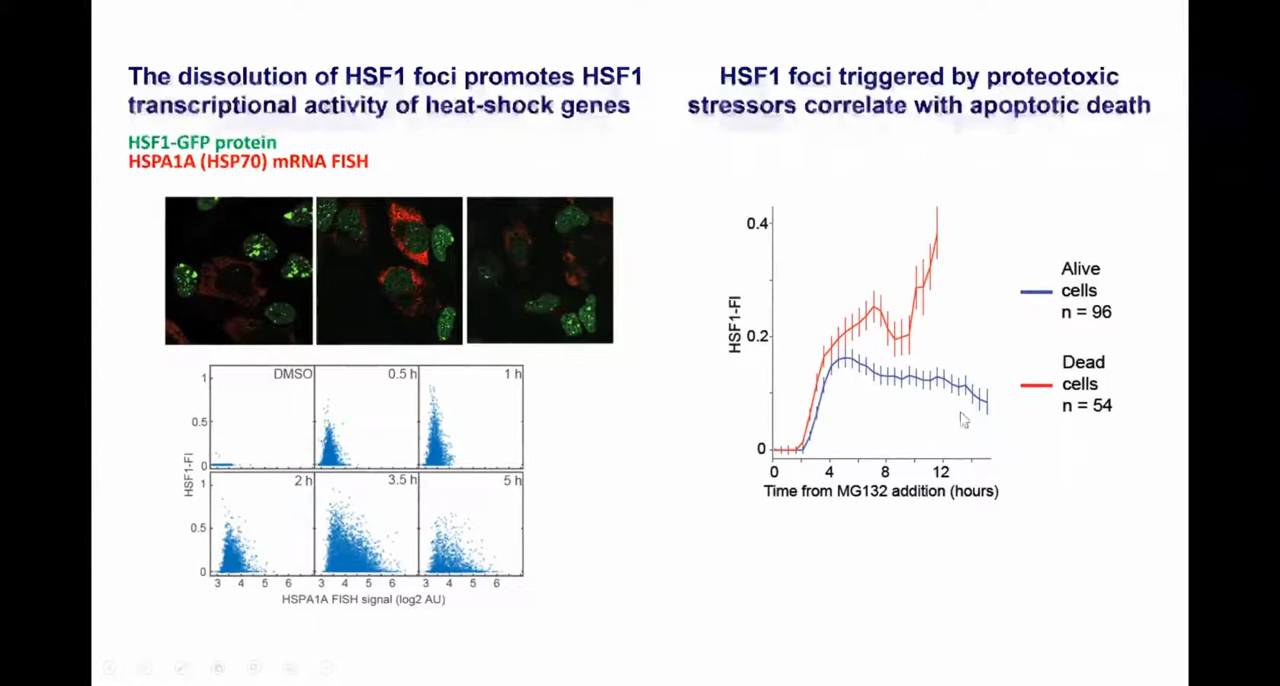 The dissolution of HSF1 foci promotes HSF1
transcriptional activity of heat-shock genes
HSF1-GFP protein
HSPA1A (HSP70) mRNA FISH
DMSO
0.5 h
1 h
1
0.5
0
HSF1-FI
2 h
3.5 h
5 h
1
0.5
0
3 4 5 6 3 4 5 6 3 4 5 6
HSPA1A FISH signal (log2 AU)
HSF1 foci triggered by proteotoxic
stressors correlate with apoptotic death
0.4
0.2
0
HSF1-FI
0 4 8 12
Time from MG132 addition (hours)
Alive
cells
n = 96
Dead
cells
n = 54